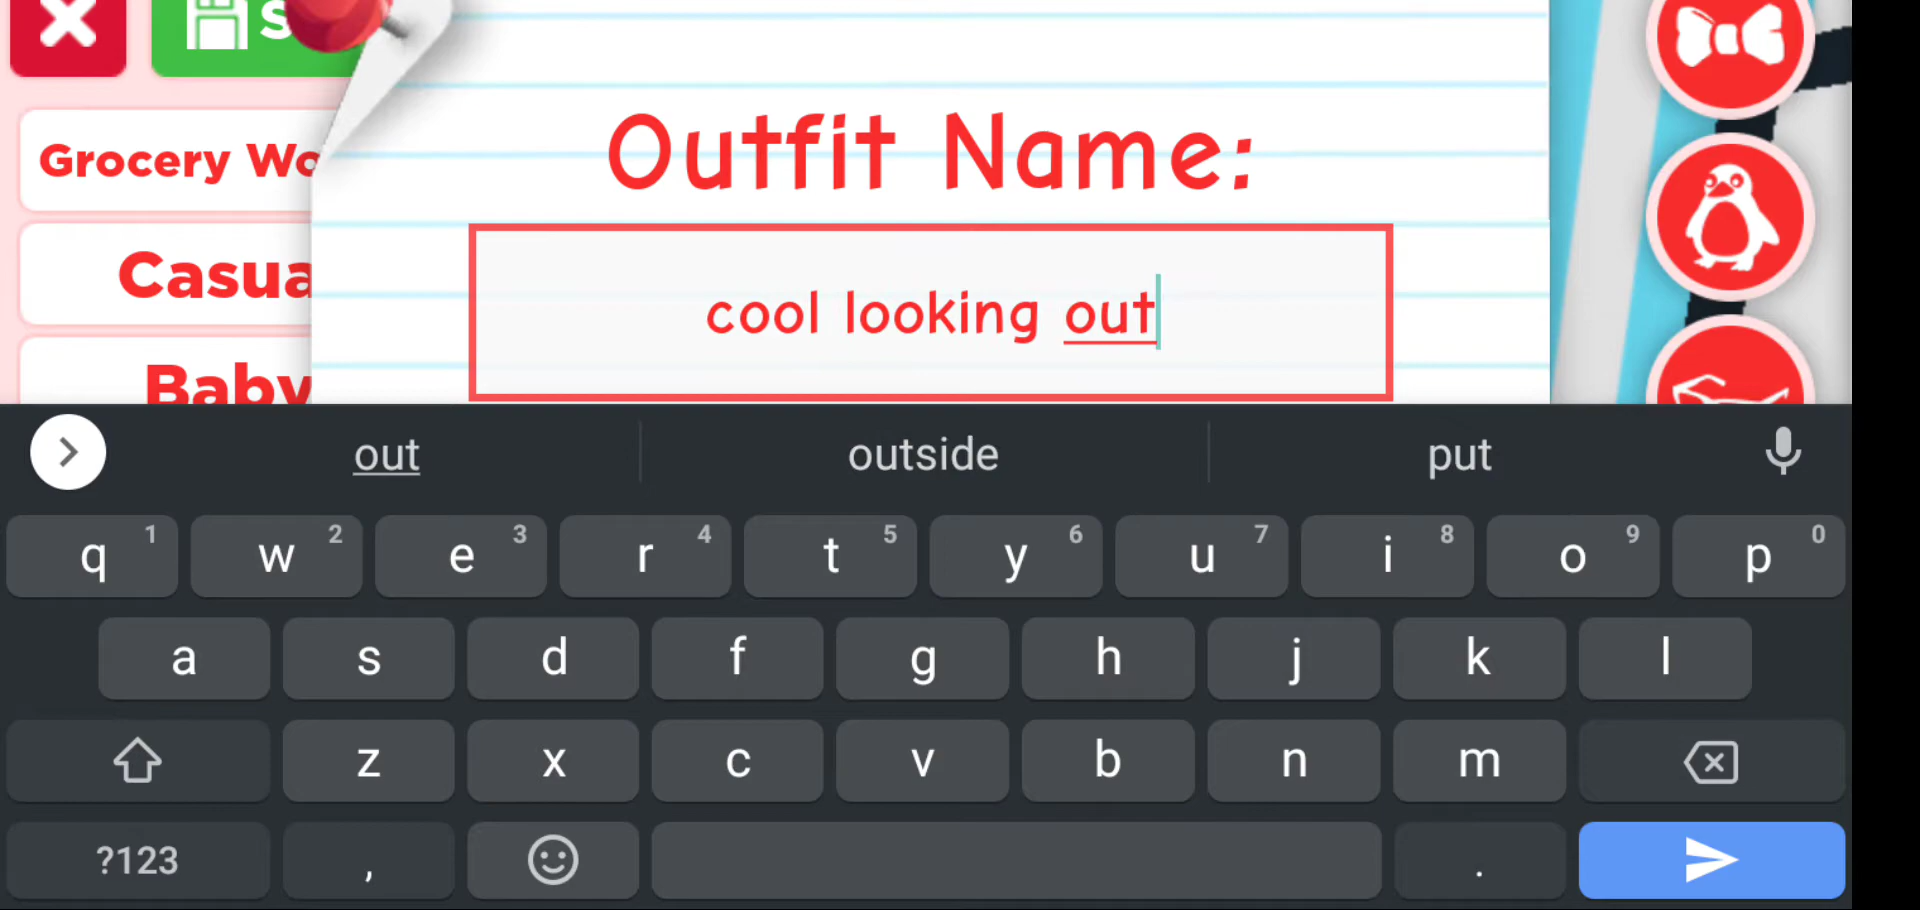 S
Grocery Wo
Casua
Baby
Outfit Name:
cool looking out
out outside put
q 1 w 2 e 3 r 4 t 5 y 6 u 7 i 8 o 9 p 0
a s d f g h j k l
z x c v b n m
?123 , .